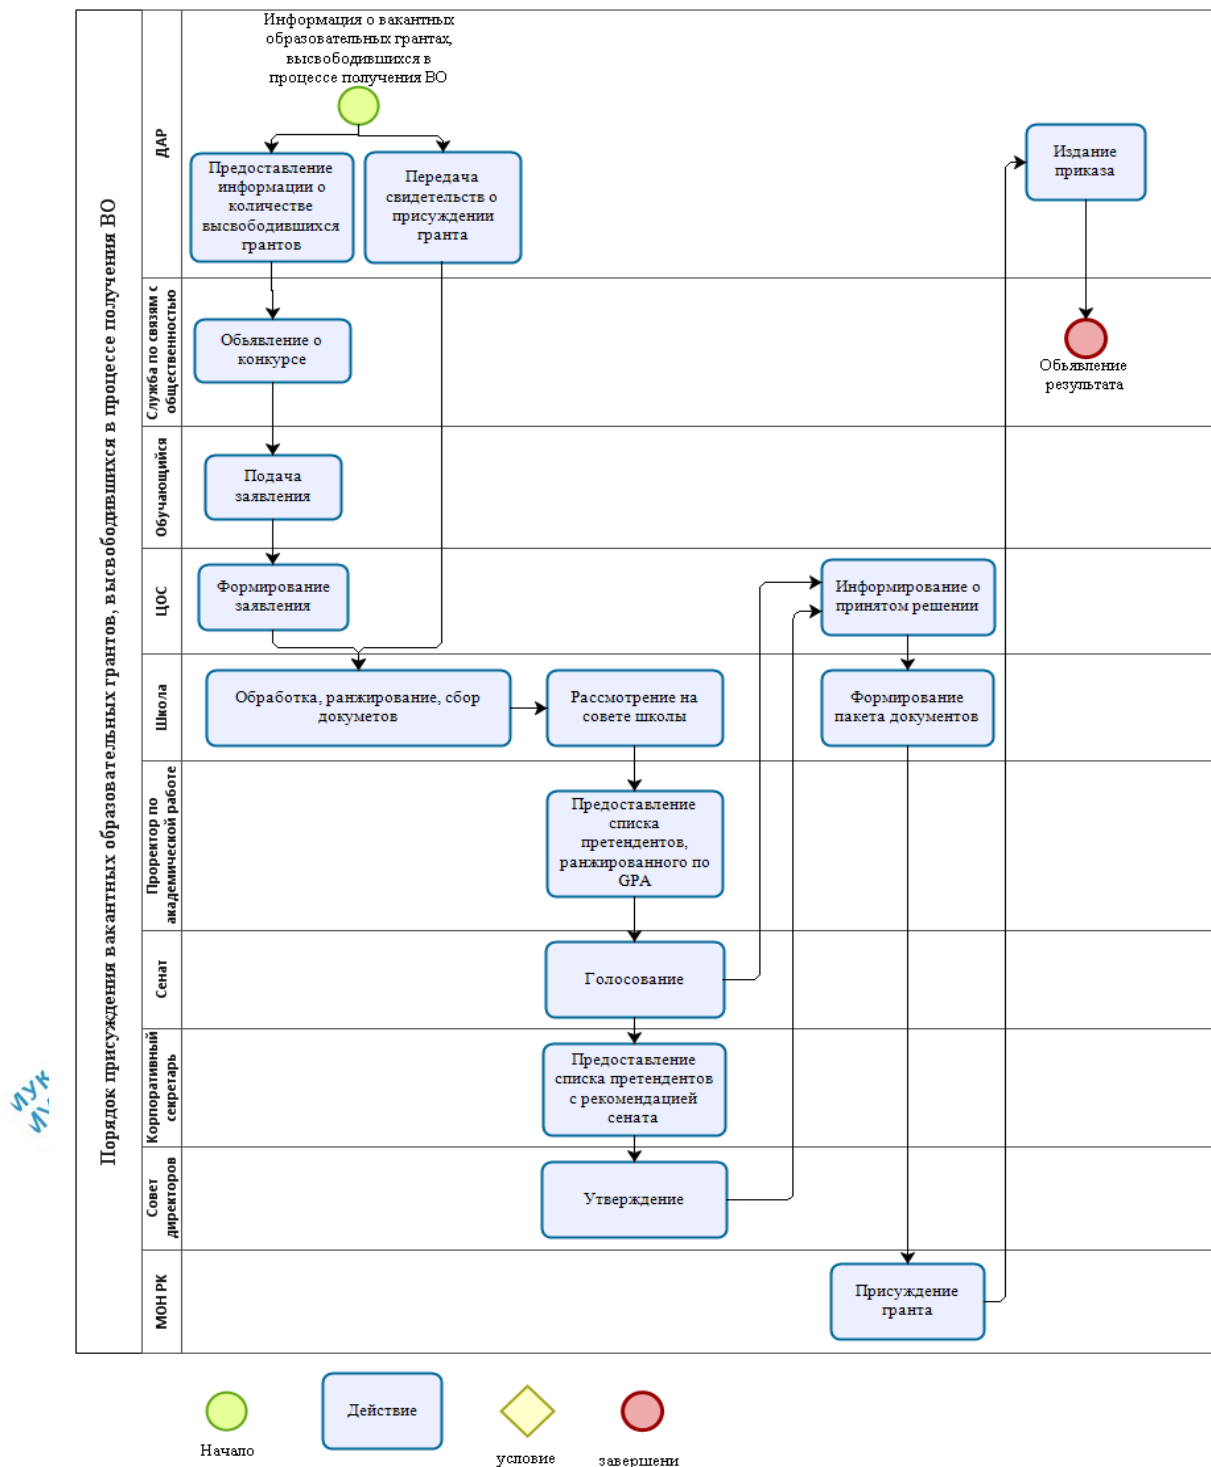 Порядок присуждения вакантных образовательных грантов, высвободившихся в процессе получения ВО
ДАР
Информация о вакантных
образовательных грантах,
высвободившихся в
процессе получения ВО
Предоставление
информации о
количестве
высвободившихся
грантов
Передача
свидетельств о
присуждении
гранта
Издание
приказа
Служба по связям с
общественностью
Обьявление о
конкурсе
Обьявление
результата
Обучающийся
Подача
заявления
ЦОС
Формирование
заявления
Информирование о
принятом решении
Школа
Обработка, ранжирование, сбор
докуметов
Рассмотрение на
совете школы
Формирование
пакета документов
Проректор по
академической работе
Предоставление
списка
претендентов,
ранжированного по
GPA
Сенат
Голосование
Корпоративный
секретарь
Предоставление
списка претендентов
с рекомендацией
сената
Совет
директоров
Утверждение
МОН РК
Присуждение
гранта
Начало
Действие
условие
завершени